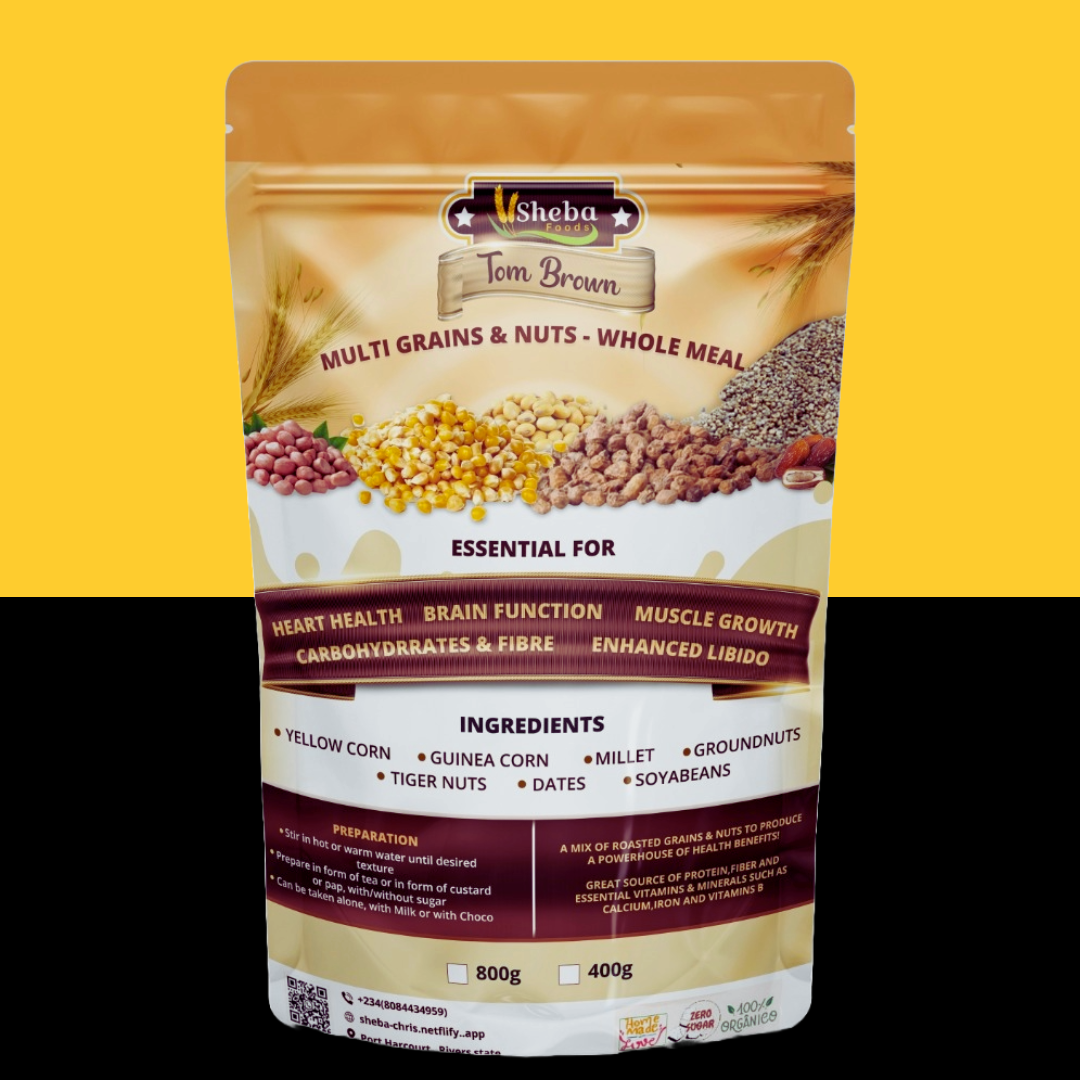 Sheba
Foods
Tom Brown
MULTI GRAINS & NUTS - WHOLE MEAL
ESSENTIAL FOR
HEART HEALTH BRAIN FUNCTION MUSCLE GROWTH
CARBOHYDRRATES & FIBRE ENHANCED LIBIDO
INGREDIENTS
• YELLOW CORN • GUINEA CORN • MILLET • GROUNDNUTS
• TIGER NUTS • DATES • SOYABEANS
PREPARATION
• Stir in hot or warm water until desired
texture
• Prepare in form of tea or in form of custard
or pap, with/without sugar
• Can be taken alone, with Milk or with Choco
A MIX OF ROASTED GRAINS & NUTS TO PRODUCE
A POWERHOUSE OF HEALTH BENEFITS!
GREAT SOURCE OF PROTEIN,FIBER AND
ESSENTIAL VITAMINS & MINERALS SUCH AS
CALCIUM,IRON AND VITAMINS B
800g 400g
+234(8084434959)
sheba-chris.netflify..app
Port Harcourt, Rivers state
Home
made
Love
ZERO
SUGAR
100%
ORGÂNICO